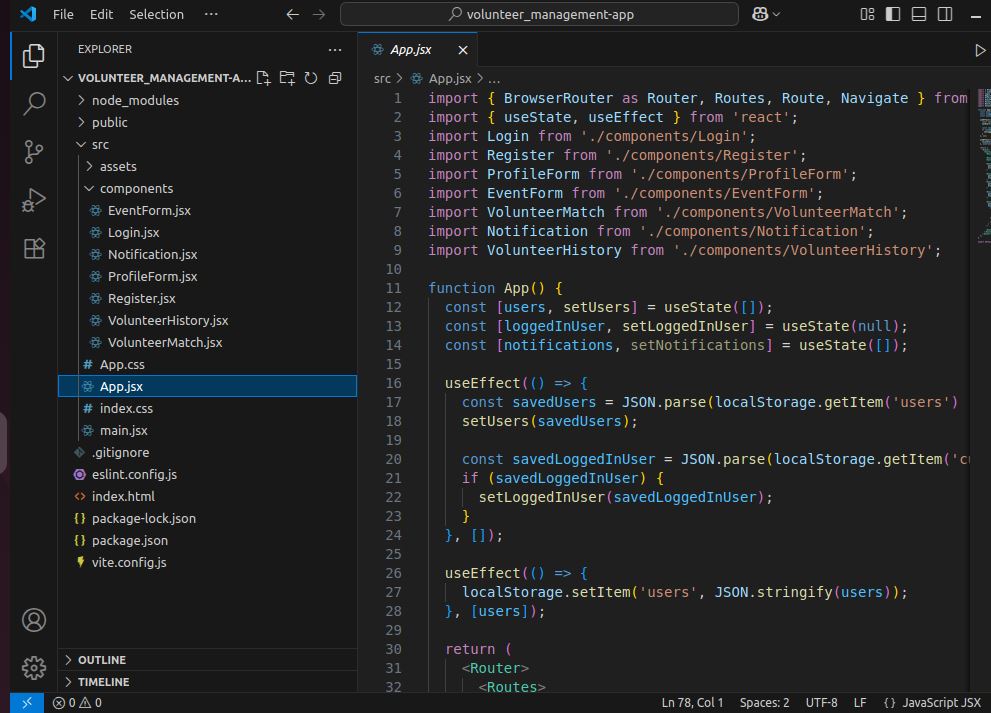 File Edit Selection ··· volunteer_management-app
EXPLORER ···
VOLUNTEER_MANAGEMENT-A...
node_modules
public
src
assets
components
EventForm.jsx
Login.jsx
Notification.jsx
ProfileForm.jsx
Register.jsx
VolunteerHistory.jsx
VolunteerMatch.jsx
# App.css
App.jsx
# index.css
main.jsx
.gitignore
eslint.config.js
<> index.html
{} package-lock.json
{} package.json
vite.config.js
OUTLINE
TIMELINE
App.jsx ×
src > App.jsx > ...
1 import { BrowserRouter as Router, Routes, Route, Navigate } from
2 import { useState, useEffect } from 'react';
3 import Login from './components/Login';
4 import Register from './components/Register';
5 import ProfileForm from './components/ProfileForm';
6 import EventForm from './components/EventForm';
7 import VolunteerMatch from './components/VolunteerMatch';
8 import Notification from './components/Notification';
9 import VolunteerHistory from './components/VolunteerHistory';
10
11 function App() {
12 const [users, setUsers] = useState([]);
13 const [loggedInUser, setLoggedInUser] = useState(null);
14 const [notifications, setNotifications] = useState([]);
15
16 useEffect(() => {
17 const savedUsers = JSON.parse(localStorage.getItem('users')
18 setUsers(savedUsers);
19
20 const savedLoggedInUser = JSON.parse(localStorage.getItem('cu
21 if (savedLoggedInUser) {
22 setLoggedInUser(savedLoggedInUser);
23 }
24 }, []);
25
26 useEffect(() => {
27 localStorage.setItem('users', JSON.stringify(users));
28 }, [users]);
29
30 return (
31 <Router>
32 <Routes>
0 0 Ln 78, Col 1 Spaces: 2 UTF-8 LF {} JavaScript JSX